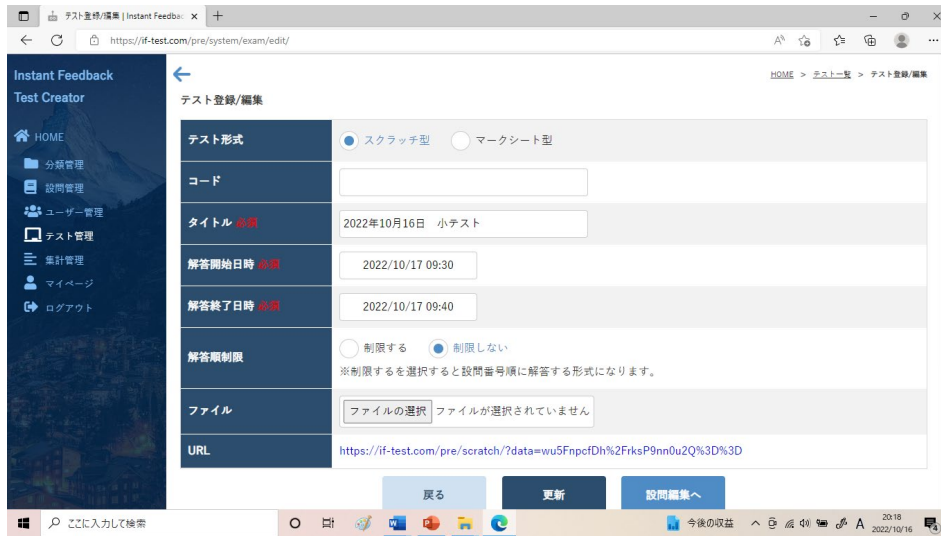 テスト登録/編集 | Instant Feedbac
https://if-test.com/pre/system/exam/edit/
Instant Feedback
Test Creator
HOME
分類管理
設問管理
ユーザー管理
テスト管理
集計管理
マイページ
ログアウト
HOME > テスト一覧 > テスト登録/編集
テスト登録/編集
テスト形式 スクラッチ型 マークシート型
コード
タイトル 必須 2022年10月16日 小テスト
解答開始日時 必須 2022/10/17 09:30
解答終了日時 必須 2022/10/17 09:40
解答順制限 制限する 制限しない
※制限するを選択すると設問番号順に解答する形式になります。
ファイル ファイルの選択 ファイルが選択されていません
URL https://if-test.com/pre/scratch/?data=wu5FnpcfDh%2FrksP9nn0u2Q%3D%3D
戻る 更新 設問編集へ
ここに入力して検索 今後の収益 A 20:18
2022/10/16 4